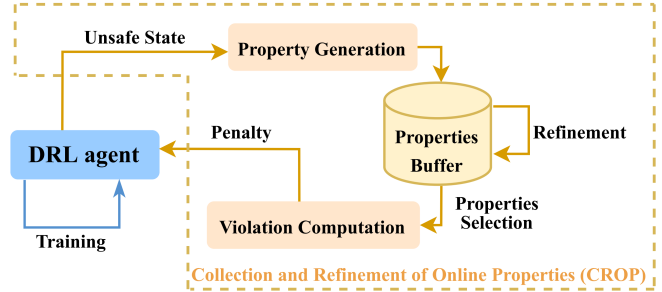 Unsafe State
Property Generation
Properties
Buffer
Refinement
Penalty
DRL agent
Training
Violation Computation
Properties
Selection
Collection and Refinement of Online Properties (CROP)